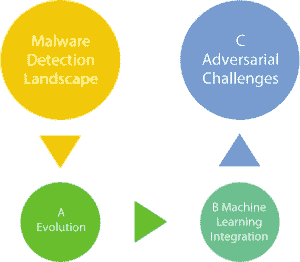 Malware
Detection
Landscape
A
Evolution
B Machine
Learning
Integration
C
Adversarial
Challenges